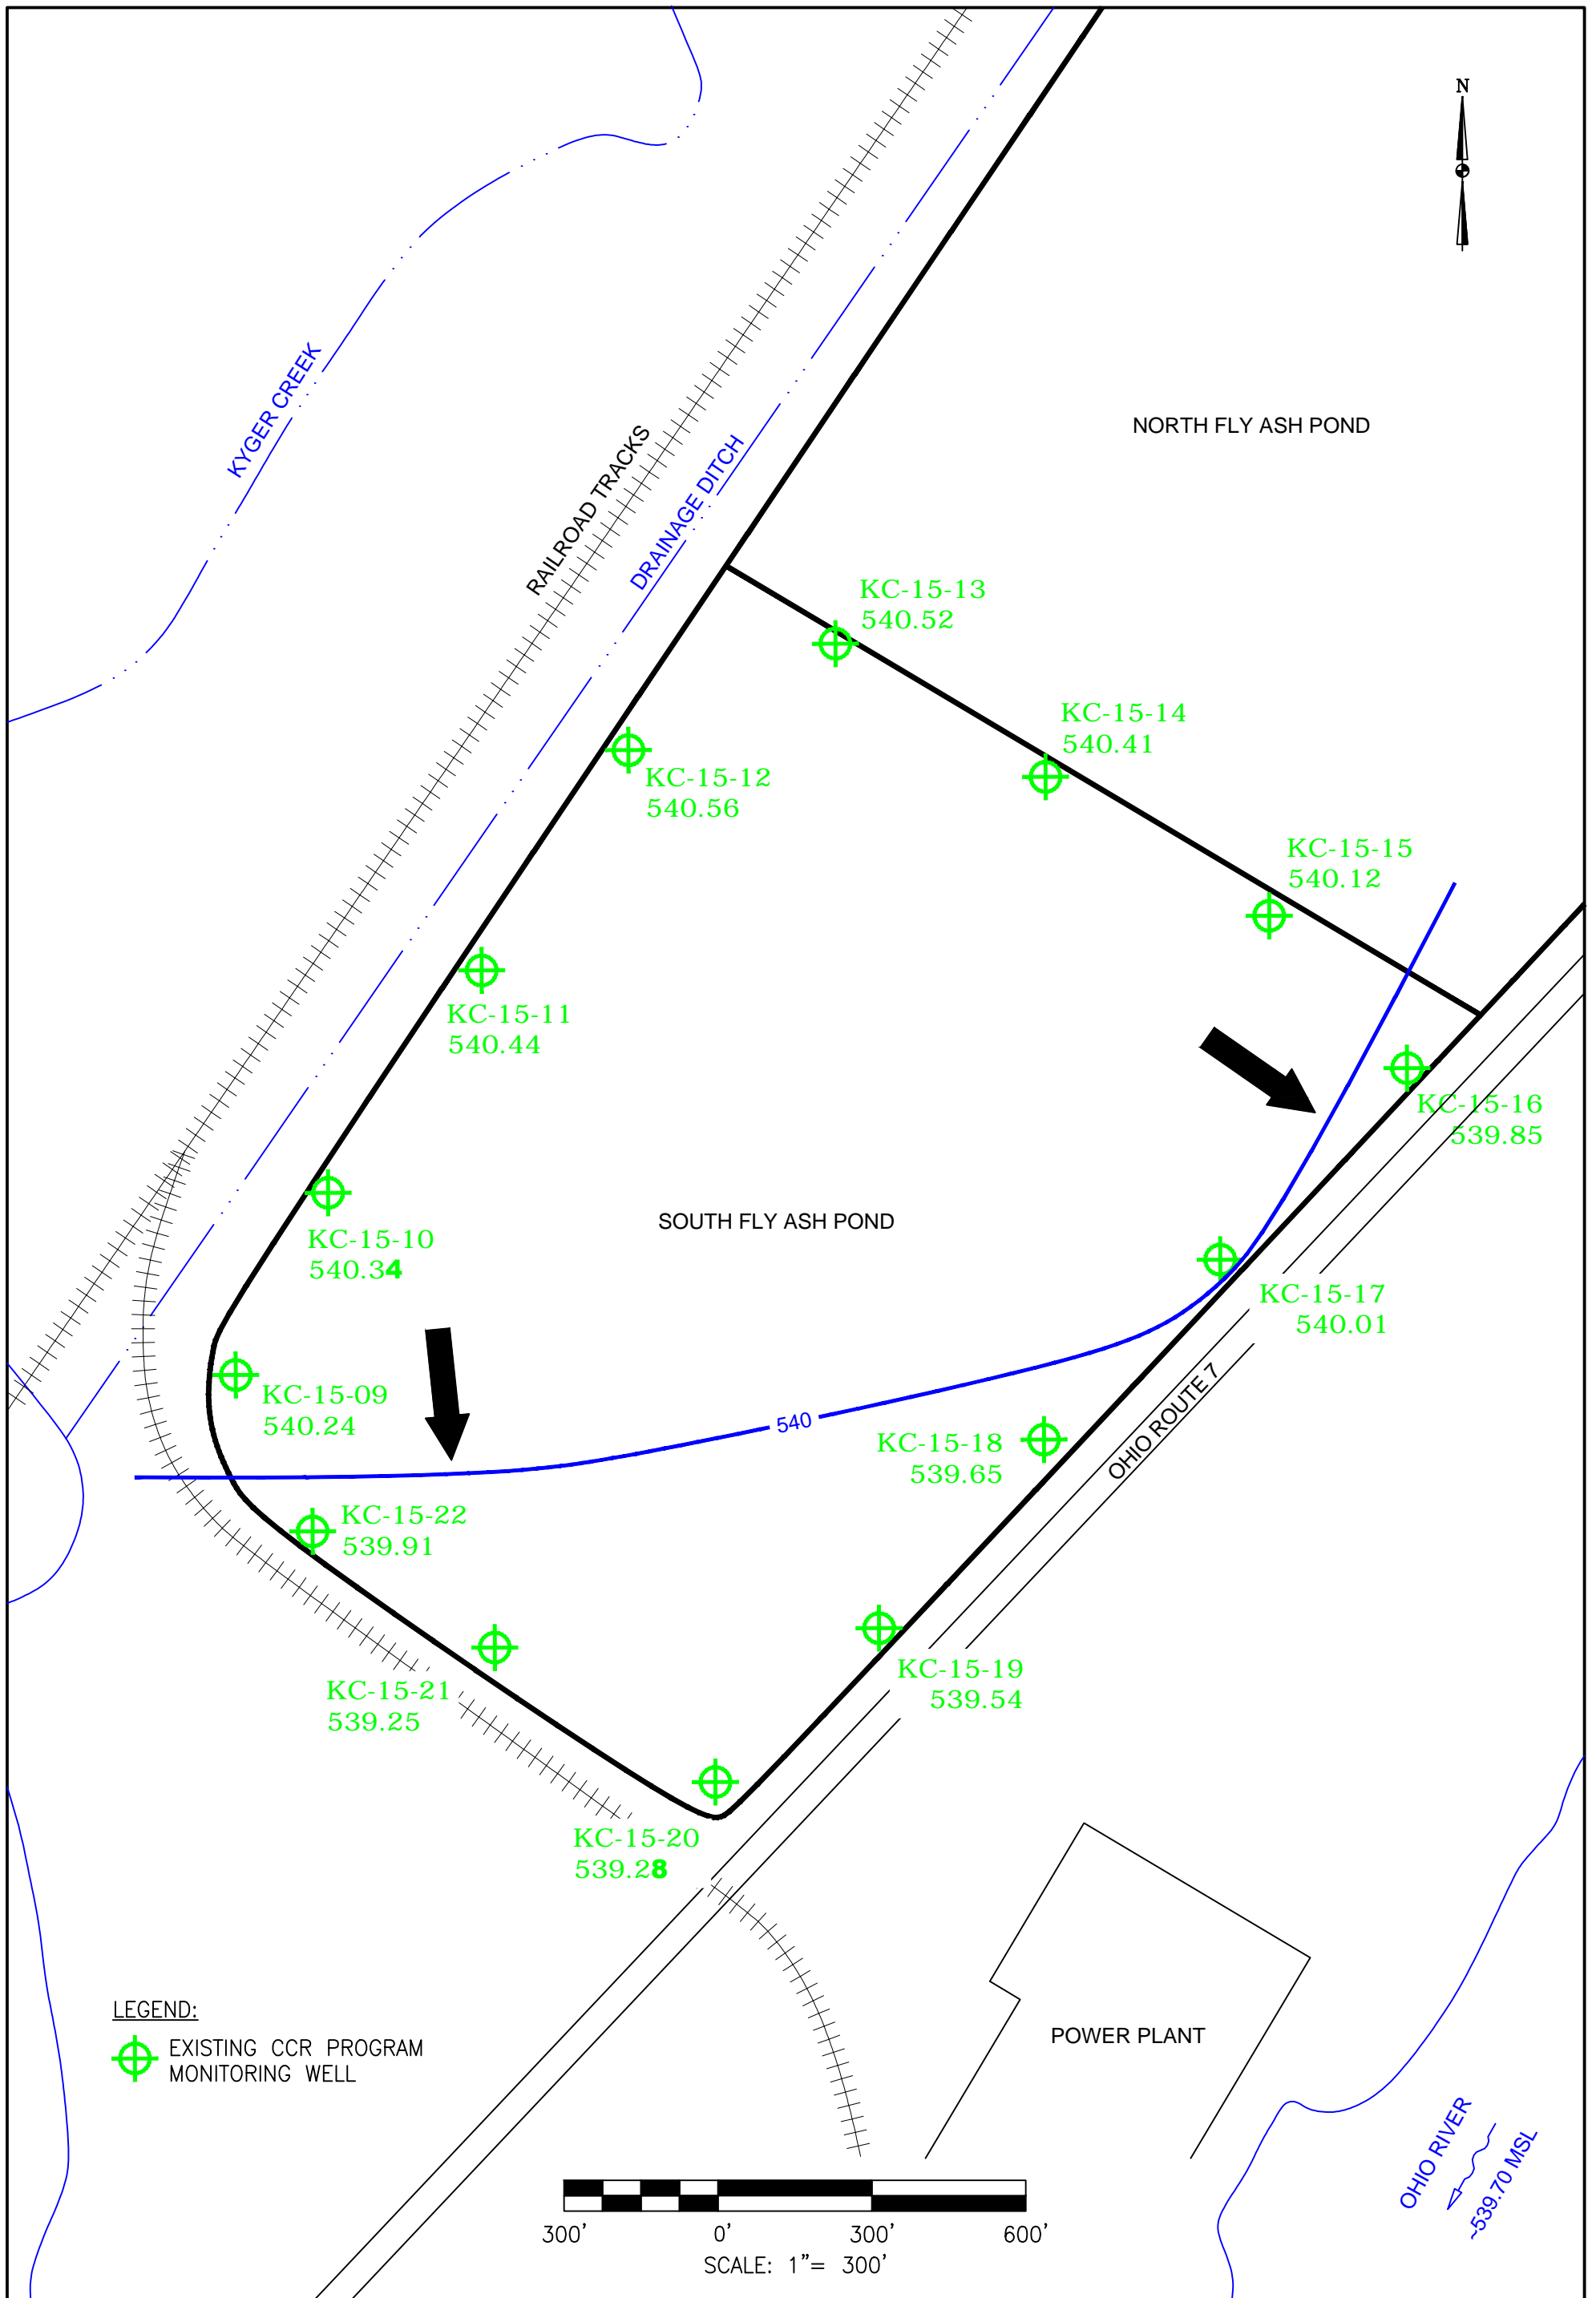 N
KYGER CREEK
RAILROAD TRACKS
DRAINAGE DITCH
NORTH FLY ASH POND
KC-15-13
540.52
KC-15-14
540.41
KC-15-12
540.56
KC-15-15
540.12
KC-15-11
540.44
KC-15-16
539.85
SOUTH FLY ASH POND
KC-15-10
540.34
KC-15-17
540.01
KC-15-09
540.24
540
OHIO ROUTE 7
KC-15-18
539.65
KC-15-22
539.91
KC-15-21
539.25
KC-15-19
539.54
KC-15-20
539.28
LEGEND:
EXISTING CCR PROGRAM
MONITORING WELL
POWER PLANT
OHIO RIVER
~539.70 MSL
300' 0' 300' 600'
SCALE: 1"= 300'